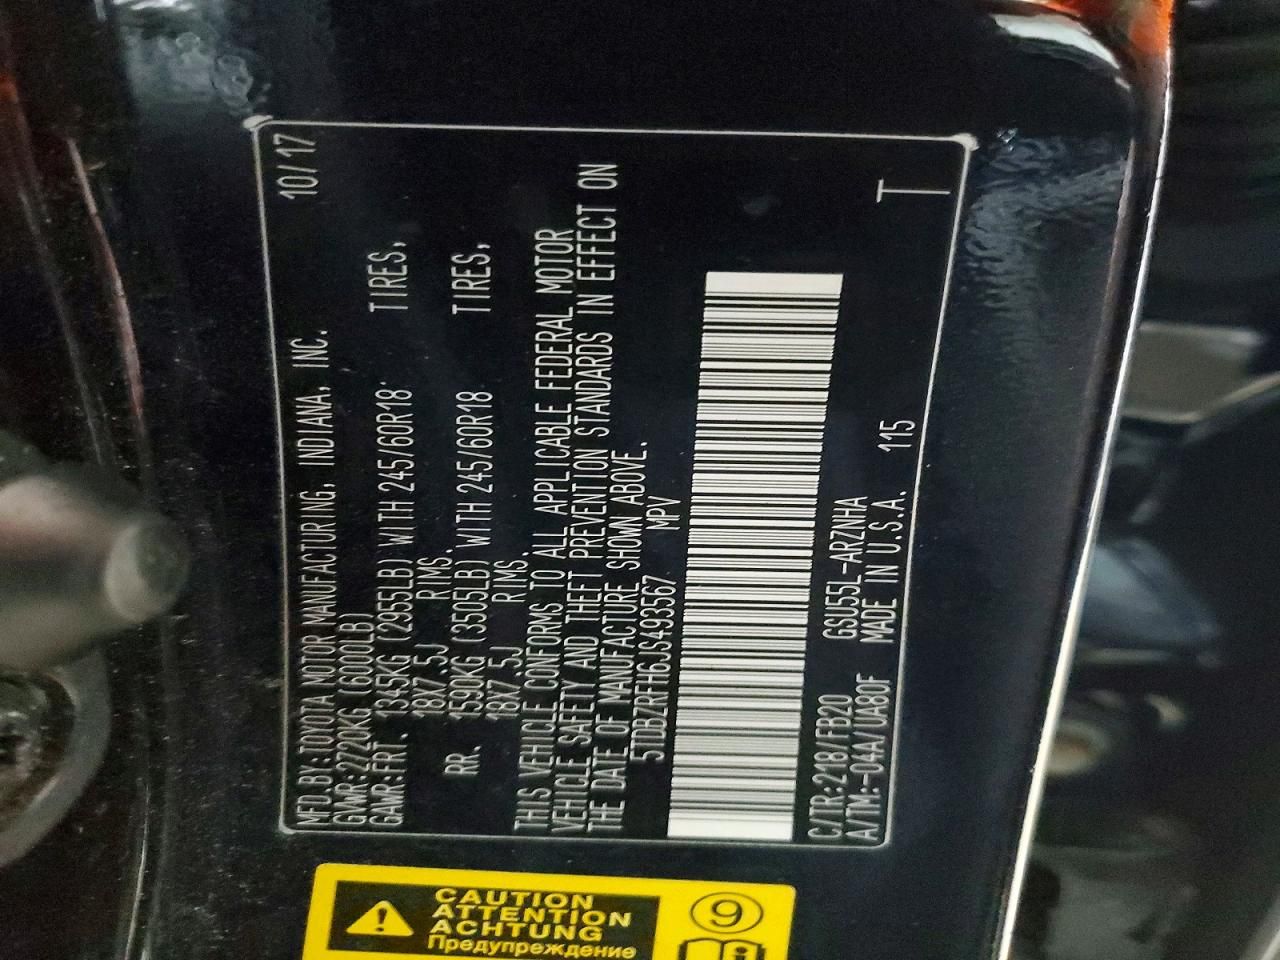 MFD.BY:TOYOTA MOTOR MANUFACTURING, INDIANA, INC. 10/17
GVWR:2720KG (6000LB)
GAWR:FRT. 1345KG (2955LB) WITH 245/60R18 TIRES,
18X7.5J RIMS.
RR. 1590KG (3505LB) WITH 245/60R18 TIRES,
18X7.5J RIMS.
THIS VEHICLE CONFORMS TO ALL APPLICABLE FEDERAL MOTOR
VEHICLE SAFETY AND THEFT PREVENTION STANDARDS IN EFFECT ON
THE DATE OF MANUFACTURE SHOWN ABOVE.
5TDBZRFH6JS493567 MPV
C/TR:218/FB20 GSU55L-ARZNHA
A/TM:-04A/UA80F MADE IN U.S.A. 115
T
CAUTION
ATTENTION
ACHTUNG
Предупреждение
9